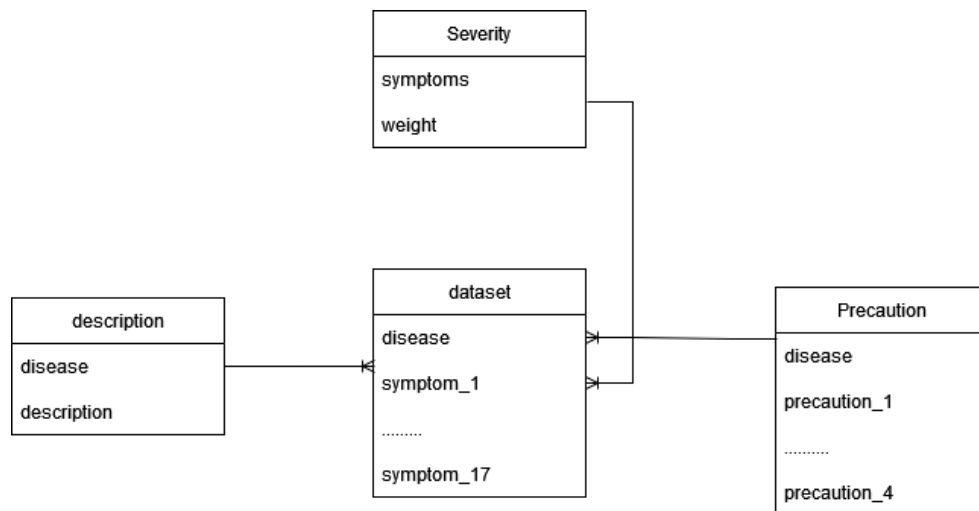 Severity
symptoms
weight
description
disease
description
dataset
disease
symptom_1
.........
symptom_17
Precaution
disease
precaution_1
..........
precaution_4